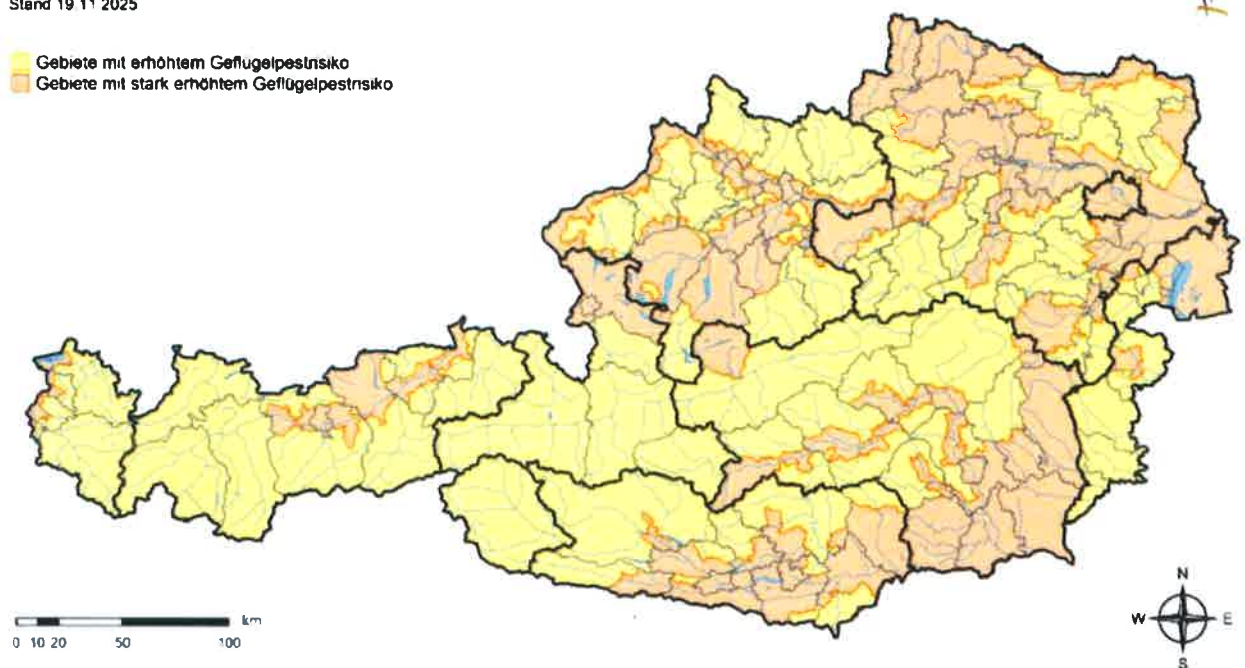 Stand 19.11 2025
Gebiete mit erhöhtem Geflügelpestrisiko
Gebiete mit stark erhöhtem Geflügelpestrisiko
km
0 10 20 50 100
N
W E
S